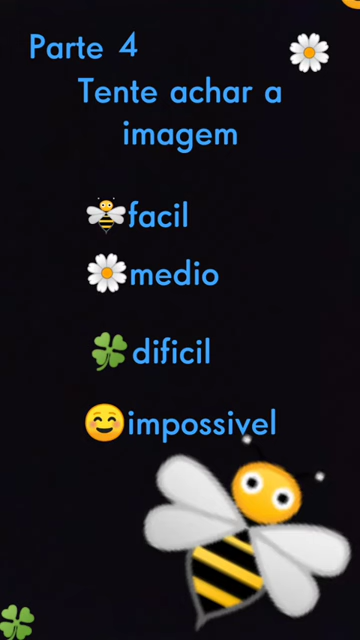 Parte 4
Tente achar a
imagem
facil
medio
dificil
impossivel